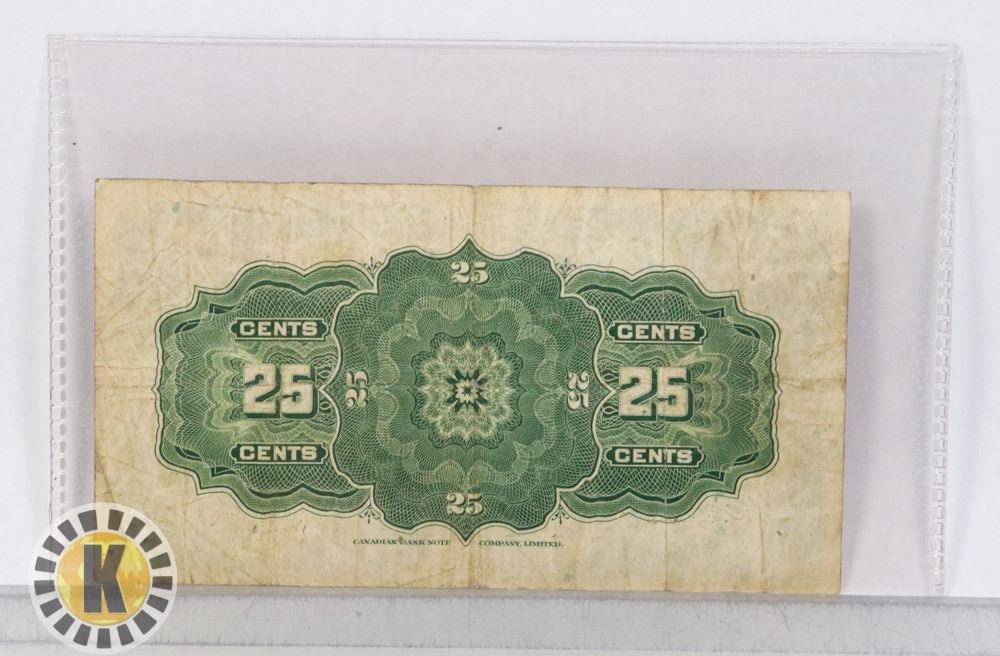 25
CENTS CENTS
25 25 25 25
CENTS CENTS
25
CANADIAN BANK NOTE COMPANY, LIMITED.
K